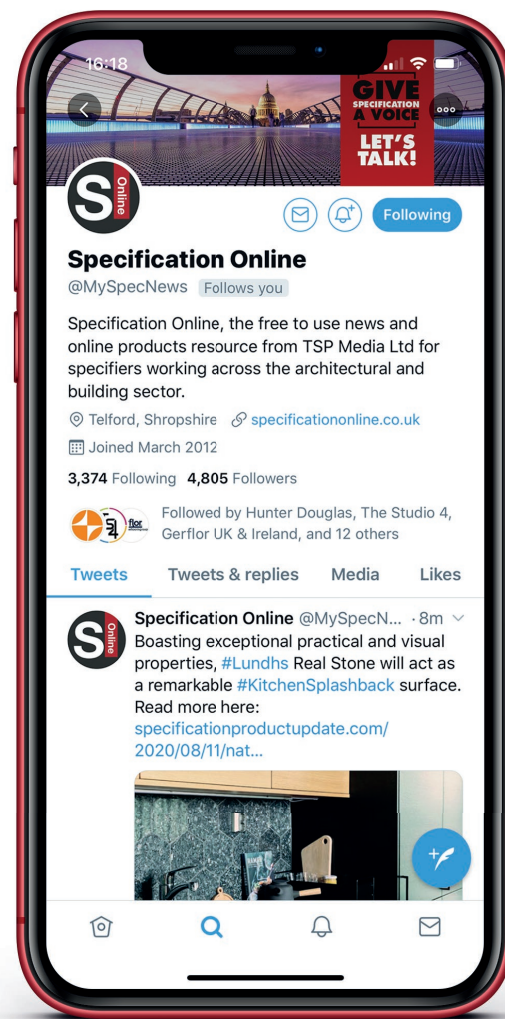 16:18
GIVE
SPECIFICATION
A VOICE
LET'S
TALK!
S Online
Following
Specification Online
@MySpecNews Follows you
Specification Online, the free to use news and
online products resource from TSP Media Ltd for
specifiers working across the architectural and
building sector.
Telford, Shropshire specificationonline.co.uk
Joined March 2012
3,374 Following 4,805 Followers
S4 flor
Followed by Hunter Douglas, The Studio 4,
Gerflor UK & Ireland, and 12 others
Tweets Tweets & replies Media Likes
S Online
Specification Online @MySpecN... · 8m
Boasting exceptional practical and visual
properties, #Lundhs Real Stone will act as
a remarkable #KitchenSplashback surface.
Read more here:
specificationproductupdate.com/
2020/08/11/nat...